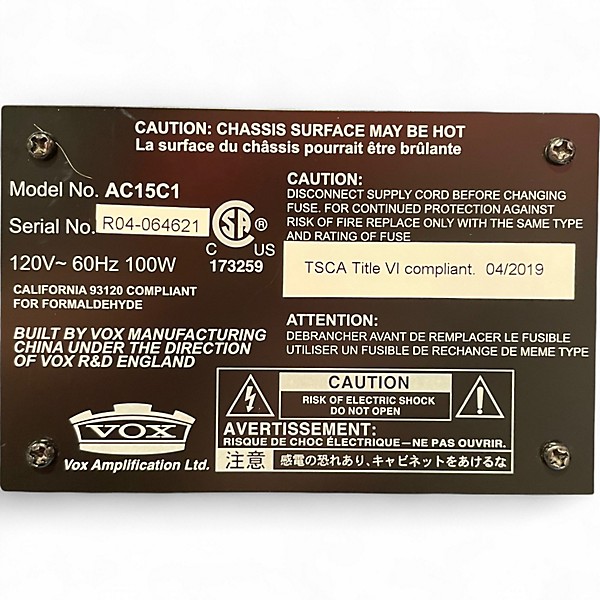 CAUTION: CHASSIS SURFACE MAY BE HOT
La surface du châssis pourrait être brûlante
Model No. AC15C1
Serial No. R04-064621
120V~ 60Hz 100W
CALIFORNIA 93120 COMPLIANT
FOR FORMALDEHYDE
BUILT BY VOX MANUFACTURING
CHINA UNDER THE DIRECTION
OF VOX R&D ENGLAND
VOX
Vox Amplification Ltd.
SA ®
C US
173259
CAUTION:
DISCONNECT SUPPLY CORD BEFORE CHANGING
FUSE. FOR CONTINUED PROTECTION AGAINST
RISK OF FIRE REPLACE ONLY WITH THE SAME TYPE
AND RATING OF FUSE
TSCA Title VI compliant. 04/2019
ATTENTION:
DEBRANCHER AVANT DE REMPLACER LE FUSIBLE
UTILISER UN FUSIBLE DE RECHANGE DE MEME TYPE
CAUTION
RISK OF ELECTRIC SHOCK
DO NOT OPEN
AVERTISSEMENT:
RISQUE DE CHOC ÉLECTRIQUE—NE PAS OUVRIR.
注意 感電の恐れあり、キャビネットをあけるな